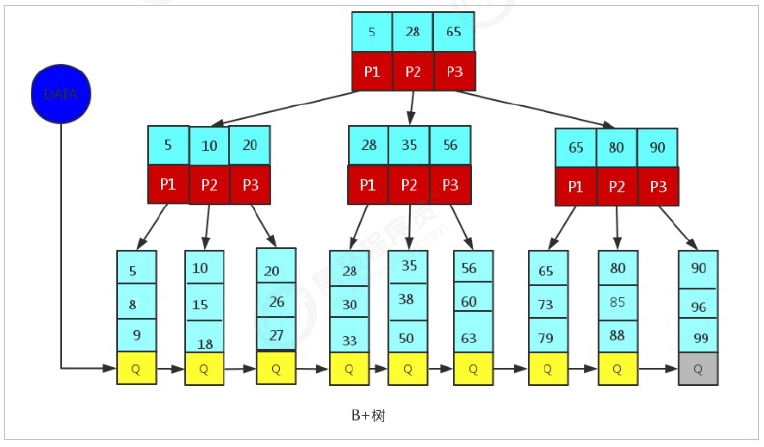 5 28 65
P1 P2 P3
DATA
5 10 20
P1 P2 P3
28 35 56
P1 P2 P3
65 80 90
P1 P2 P3
5
8
9
Q
10
15
18
Q
20
26
27
Q
28
30
33
Q
35
38
50
Q
56
60
63
Q
65
73
79
Q
80
85
88
Q
90
96
99
Q
B+树